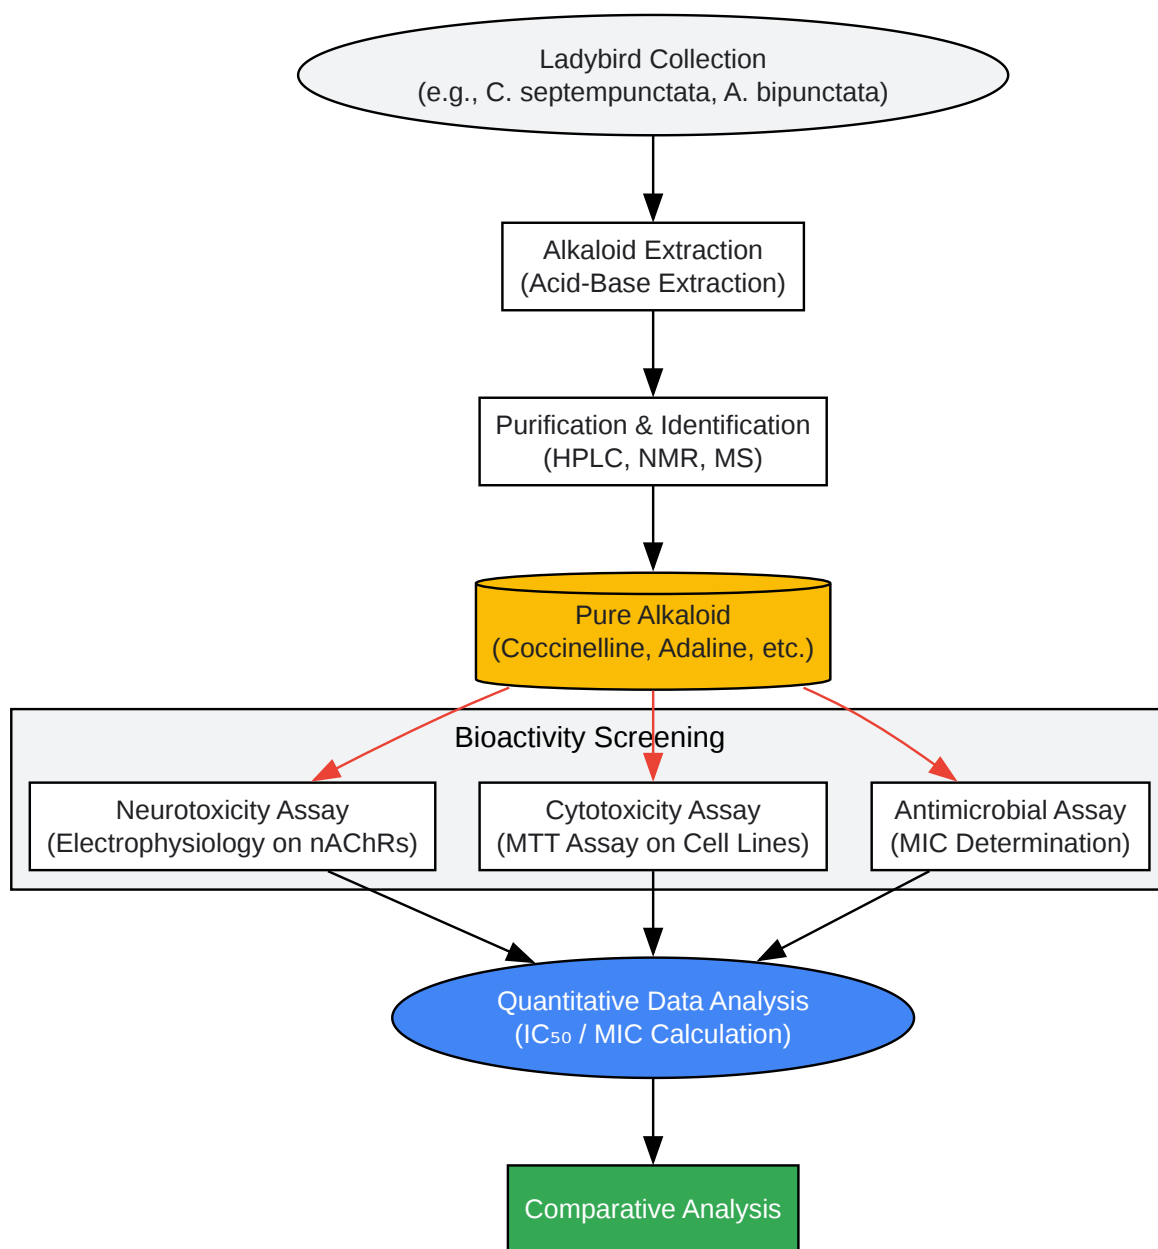 Ladybird Collection
(e.g., C. septempunctata, A. bipunctata)
Alkaloid Extraction
(Acid-Base Extraction)
Purification & Identification
(HPLC, NMR, MS)
Pure Alkaloid
(Coccinelline, Adaline, etc.)
Bioactivity Screening
Neurotoxicity Assay
(Electrophysiology on nAChRs)
Cytotoxicity Assay
(MTT Assay on Cell Lines)
Antimicrobial Assay
(MIC Determination)
Quantitative Data Analysis
(IC₅₀ / MIC Calculation)
Comparative Analysis